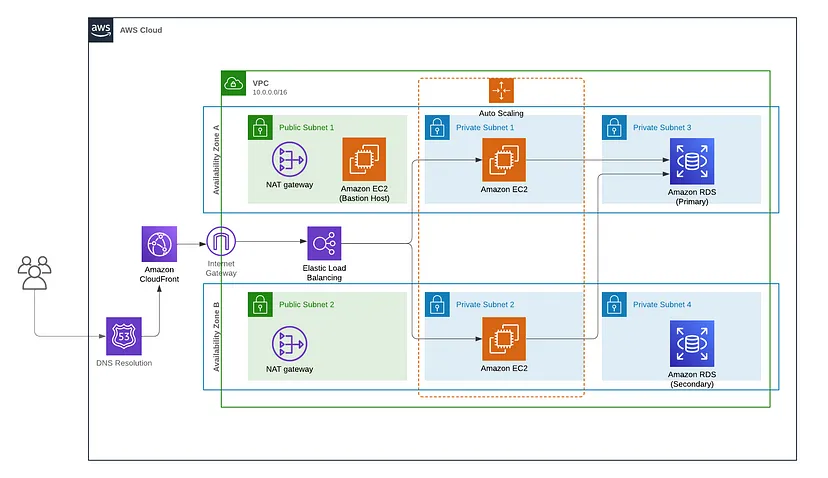 aws
AWS Cloud
VPC
10.0.0.0/16
Auto Scaling
Availability Zone A
Public Subnet 1
NAT gateway
Amazon EC2
(Bastion Host)
Private Subnet 1
Amazon EC2
Private Subnet 3
Amazon RDS
(Primary)
Amazon
CloudFront
Internet
Gateway
Elastic Load
Balancing
53
DNS Resolution
Availability Zone B
Public Subnet 2
NAT gateway
Private Subnet 2
Amazon EC2
Private Subnet 4
Amazon RDS
(Secondary)